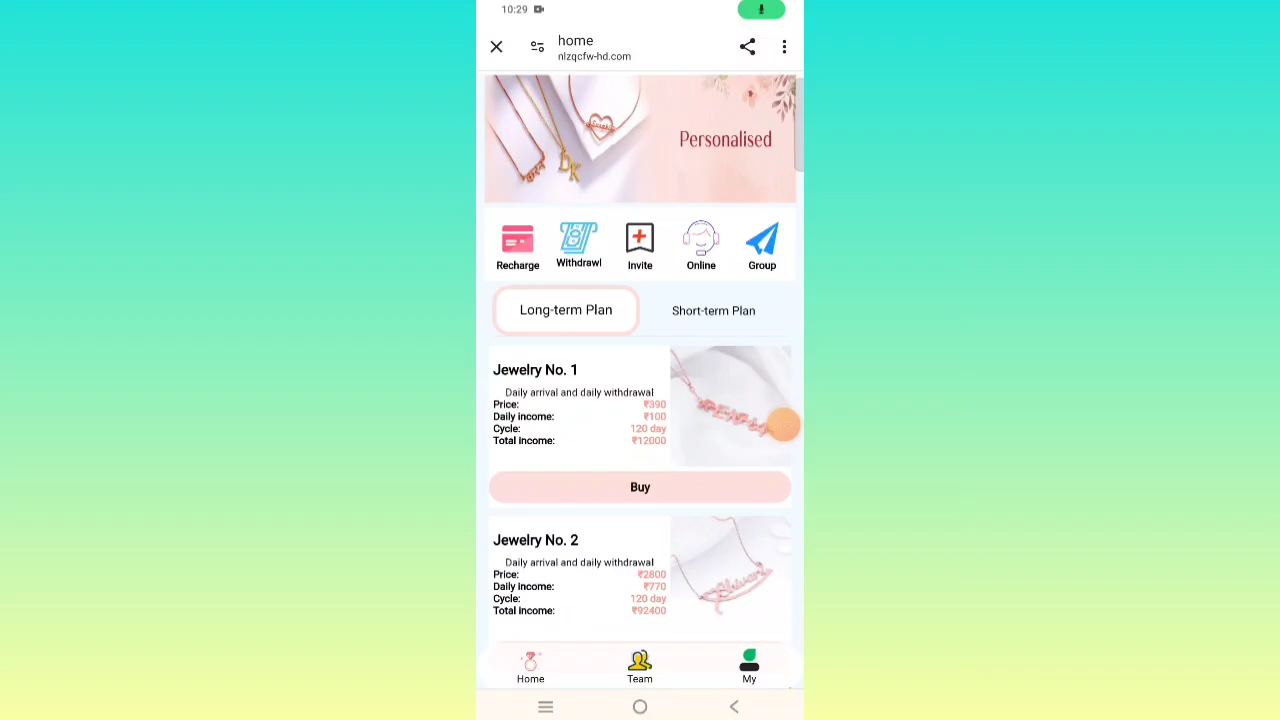 10:29
home
nlzqcfw-hd.com
Personalised
Recharge
Withdrawl
Invite
Online
Group
Long-term Plan
Short-term Plan
Jewelry No. 1
Daily arrival and daily withdrawal
Price: ₹390
Daily income: ₹100
Cycle: 120 day
Total income: ₹12000
Buy
Jewelry No. 2
Daily arrival and daily withdrawal
Price: ₹2800
Daily income: ₹770
Cycle: 120 day
Total income: ₹92400
Home
Team
My